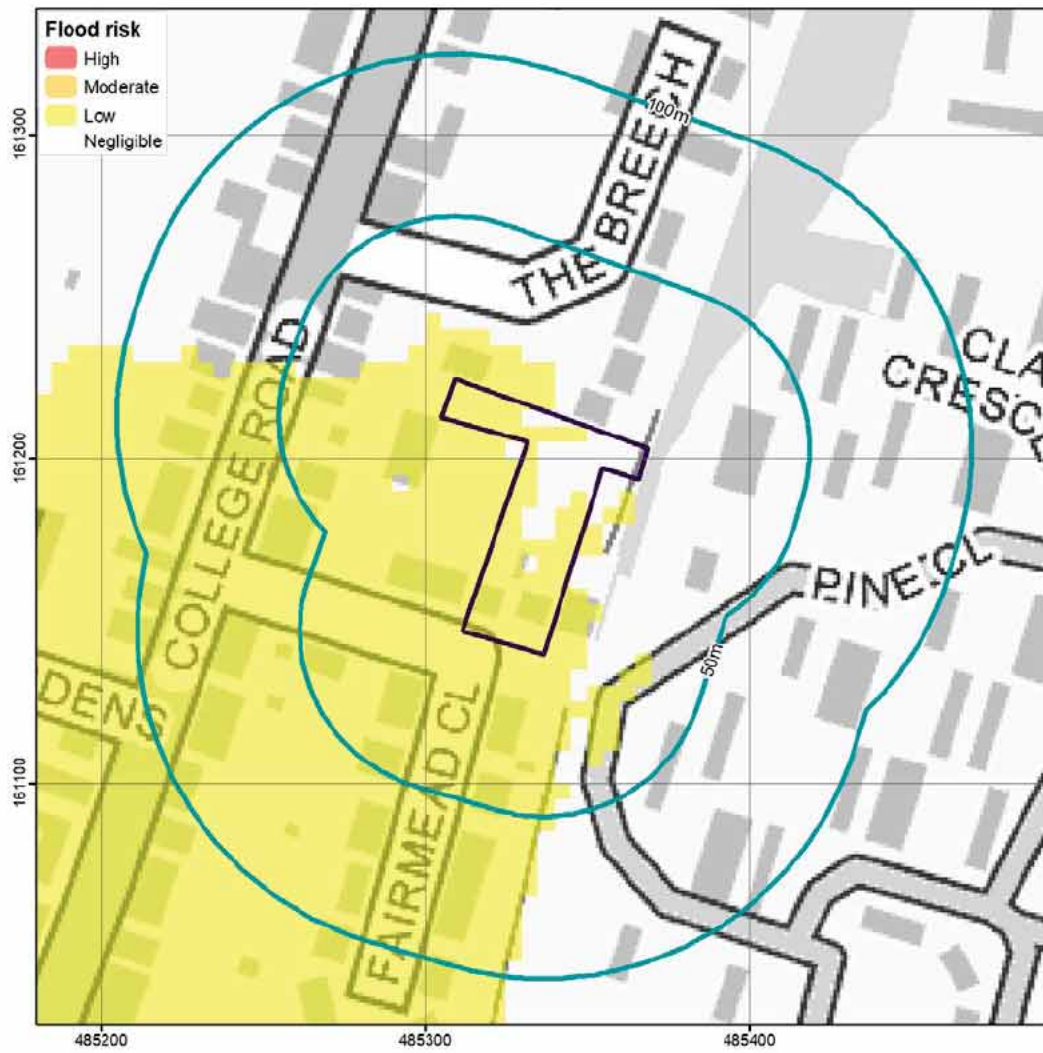 Flood risk
High
Moderate
Low
Negligible
100m
161300
THE BREECH
COLLEGE ROAD
CLA
CRESCE
161200
PINE CL
50m
DENS
FAIRMEAD CL
161100
485200
485300
485400